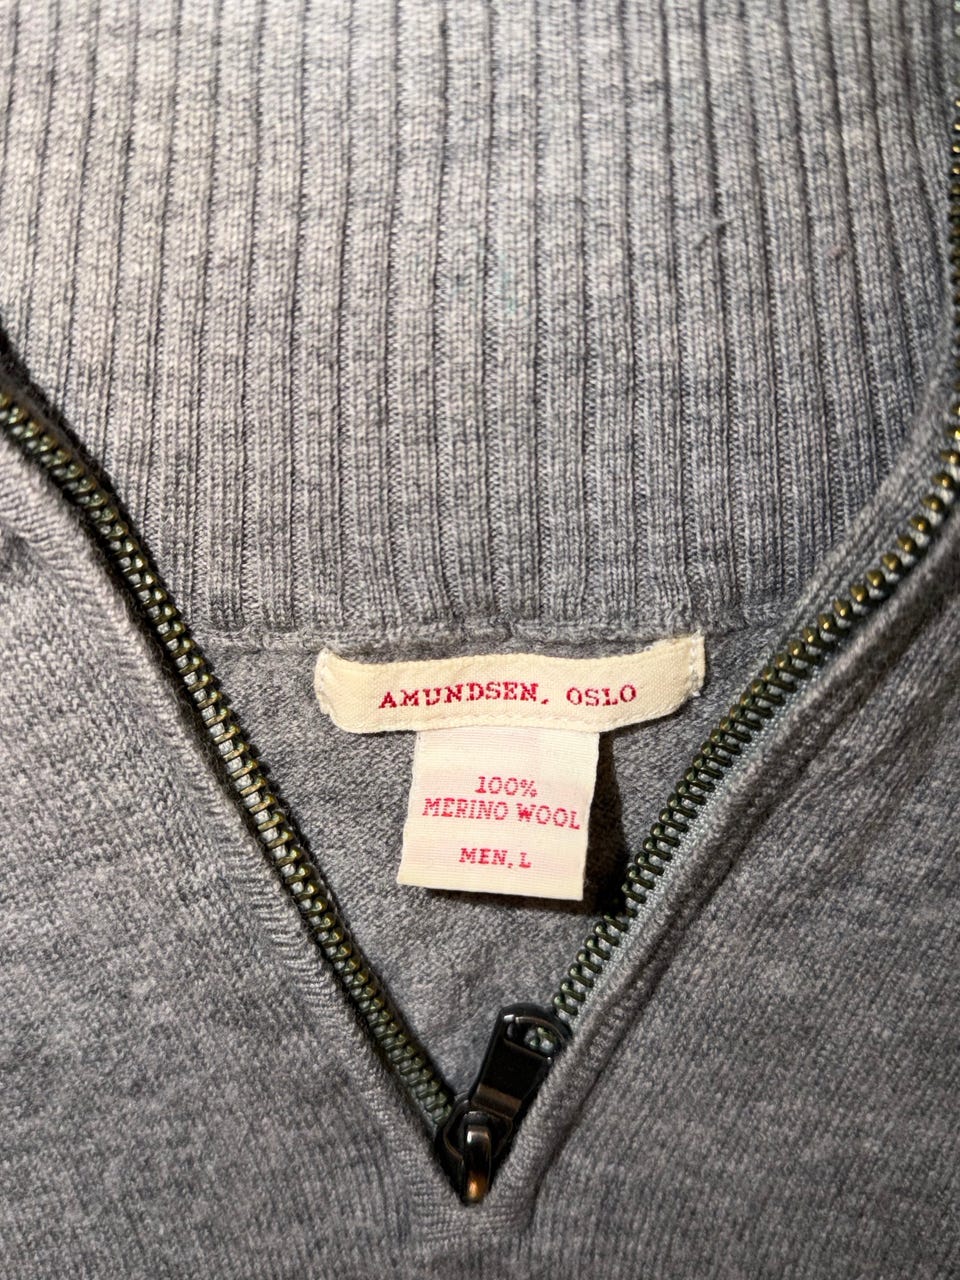 AMUNDSEN, OSLO
100%
MERINO WOOL
MEN, L